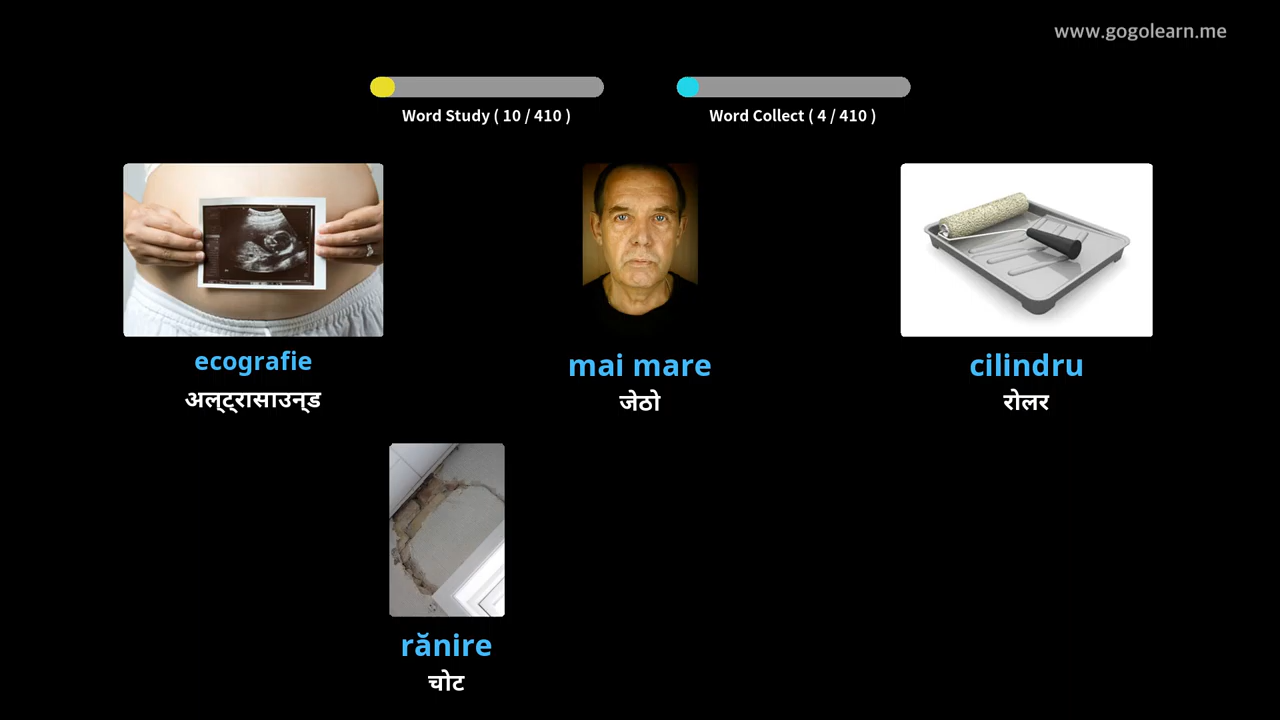 www.gogolearn.me
Word Study ( 10 / 410 )
Word Collect ( 4 / 410 )
ecografie
अल्ट्रासाउन्ड
mai mare
जेठो
cilindru
रोलर
rănire
चोट